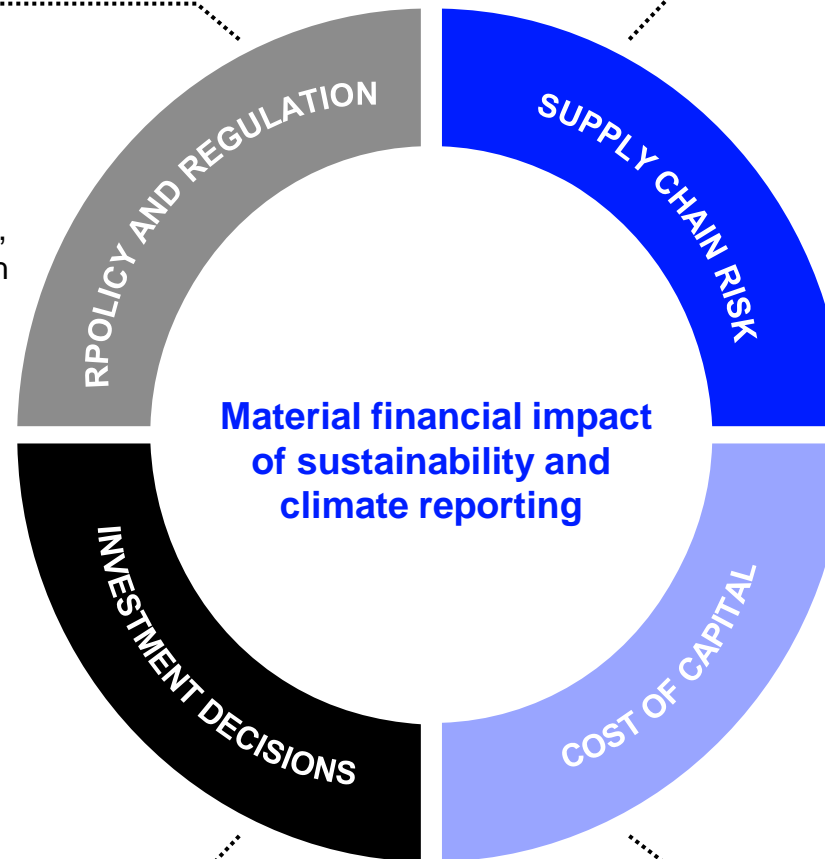 RPOLICY AND REGULATION
SUPPLY CHAIN RISK
,
n
Material financial impact
of sustainability and
climate reporting
INVESTMENT DECISIONS
COST OF CAPITAL